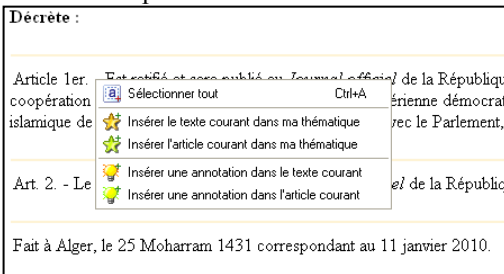 Décrète :
Article 1er. Est ratifié et sera publié au Journal officiel de la République
coopération érienne démocrat
islamique de vec le Parlement,
Sélectionner tout Ctrl+A
Insérer le texte courant dans ma thématique
Insérer l'article courant dans ma thématique
Insérer une annotation dans le texte courant
Insérer une annotation dans l'article courant
Art. 2. - Le el de la Républiq
Fait à Alger, le 25 Moharram 1431 correspondant au 11 janvier 2010.